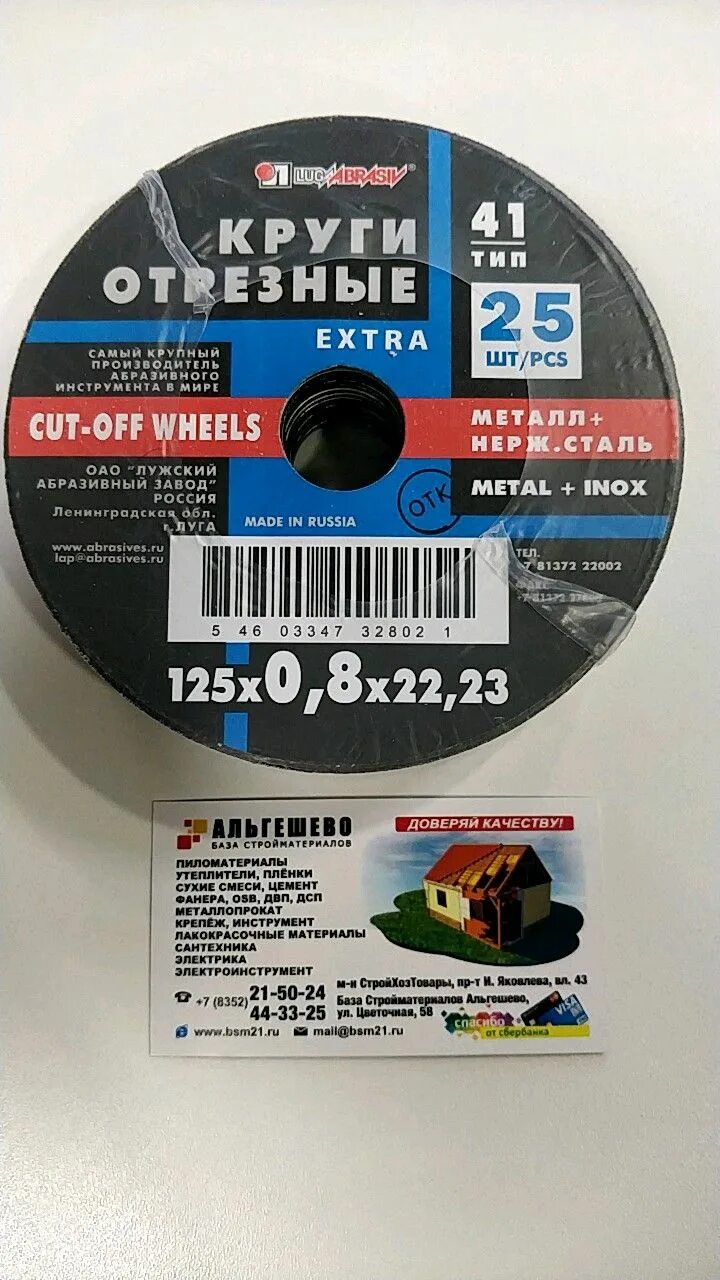 LUGAABRASIV®
КРУГИ
ОТРЕЗНЫЕ
EXTRA
41
ТИП
25
ШТ/PCS
САМЫЙ КРУПНЫЙ
ПРОИЗВОДИТЕЛЬ
АБРАЗИВНОГО
ИНСТРУМЕНТА В МИРЕ
CUT-OFF WHEELS
МЕТАЛЛ+
НЕРЖ.СТАЛЬ
METAL + INOX
ОАО "ЛУЖСКИЙ
АБРАЗИВНЫЙ ЗАВОД"
РОССИЯ
Ленинградская обл.
г.ЛУГА
ОТК
MADE IN RUSSIA
www.abrasives.ru
lap@abrasives.ru
ТЕЛ.
+7 81372 22002
5 46 03347 32802 1
125x0,8x22,23
АЛЬГЕШЕВО
БАЗА СТРОЙМАТЕРИАЛОВ
ДОВЕРЯЙ КАЧЕСТВУ!
ПИЛОМАТЕРИАЛЫ
УТЕПЛИТЕЛИ, ПЛЁНКИ
СУХИЕ СМЕСИ, ЦЕМЕНТ
ФАНЕРА, OSB, ДВП, ДСП
МЕТАЛЛОПРОКАТ
КРЕПЁЖ, ИНСТРУМЕНТ
ЛАКОКРАСОЧНЫЕ МАТЕРИАЛЫ
САНТЕХНИКА
ЭЛЕКТРИКА
ЭЛЕКТРОИНСТРУМЕНТ
+7 (8352) 21-50-24
44-33-25
м-н СтройХозТовары, пр-т И. Яковлева, вл. 43
База Стройматериалов Альгешево,
ул. Цветочная, 58
спасибо
от сбербанка
VISA
www.bsm21.ru mail@bsm21.ru